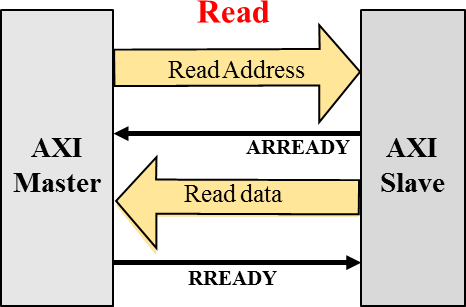 Read
Read Address
ARREADY
AXI
Master
AXI
Slave
Read data
RREADY